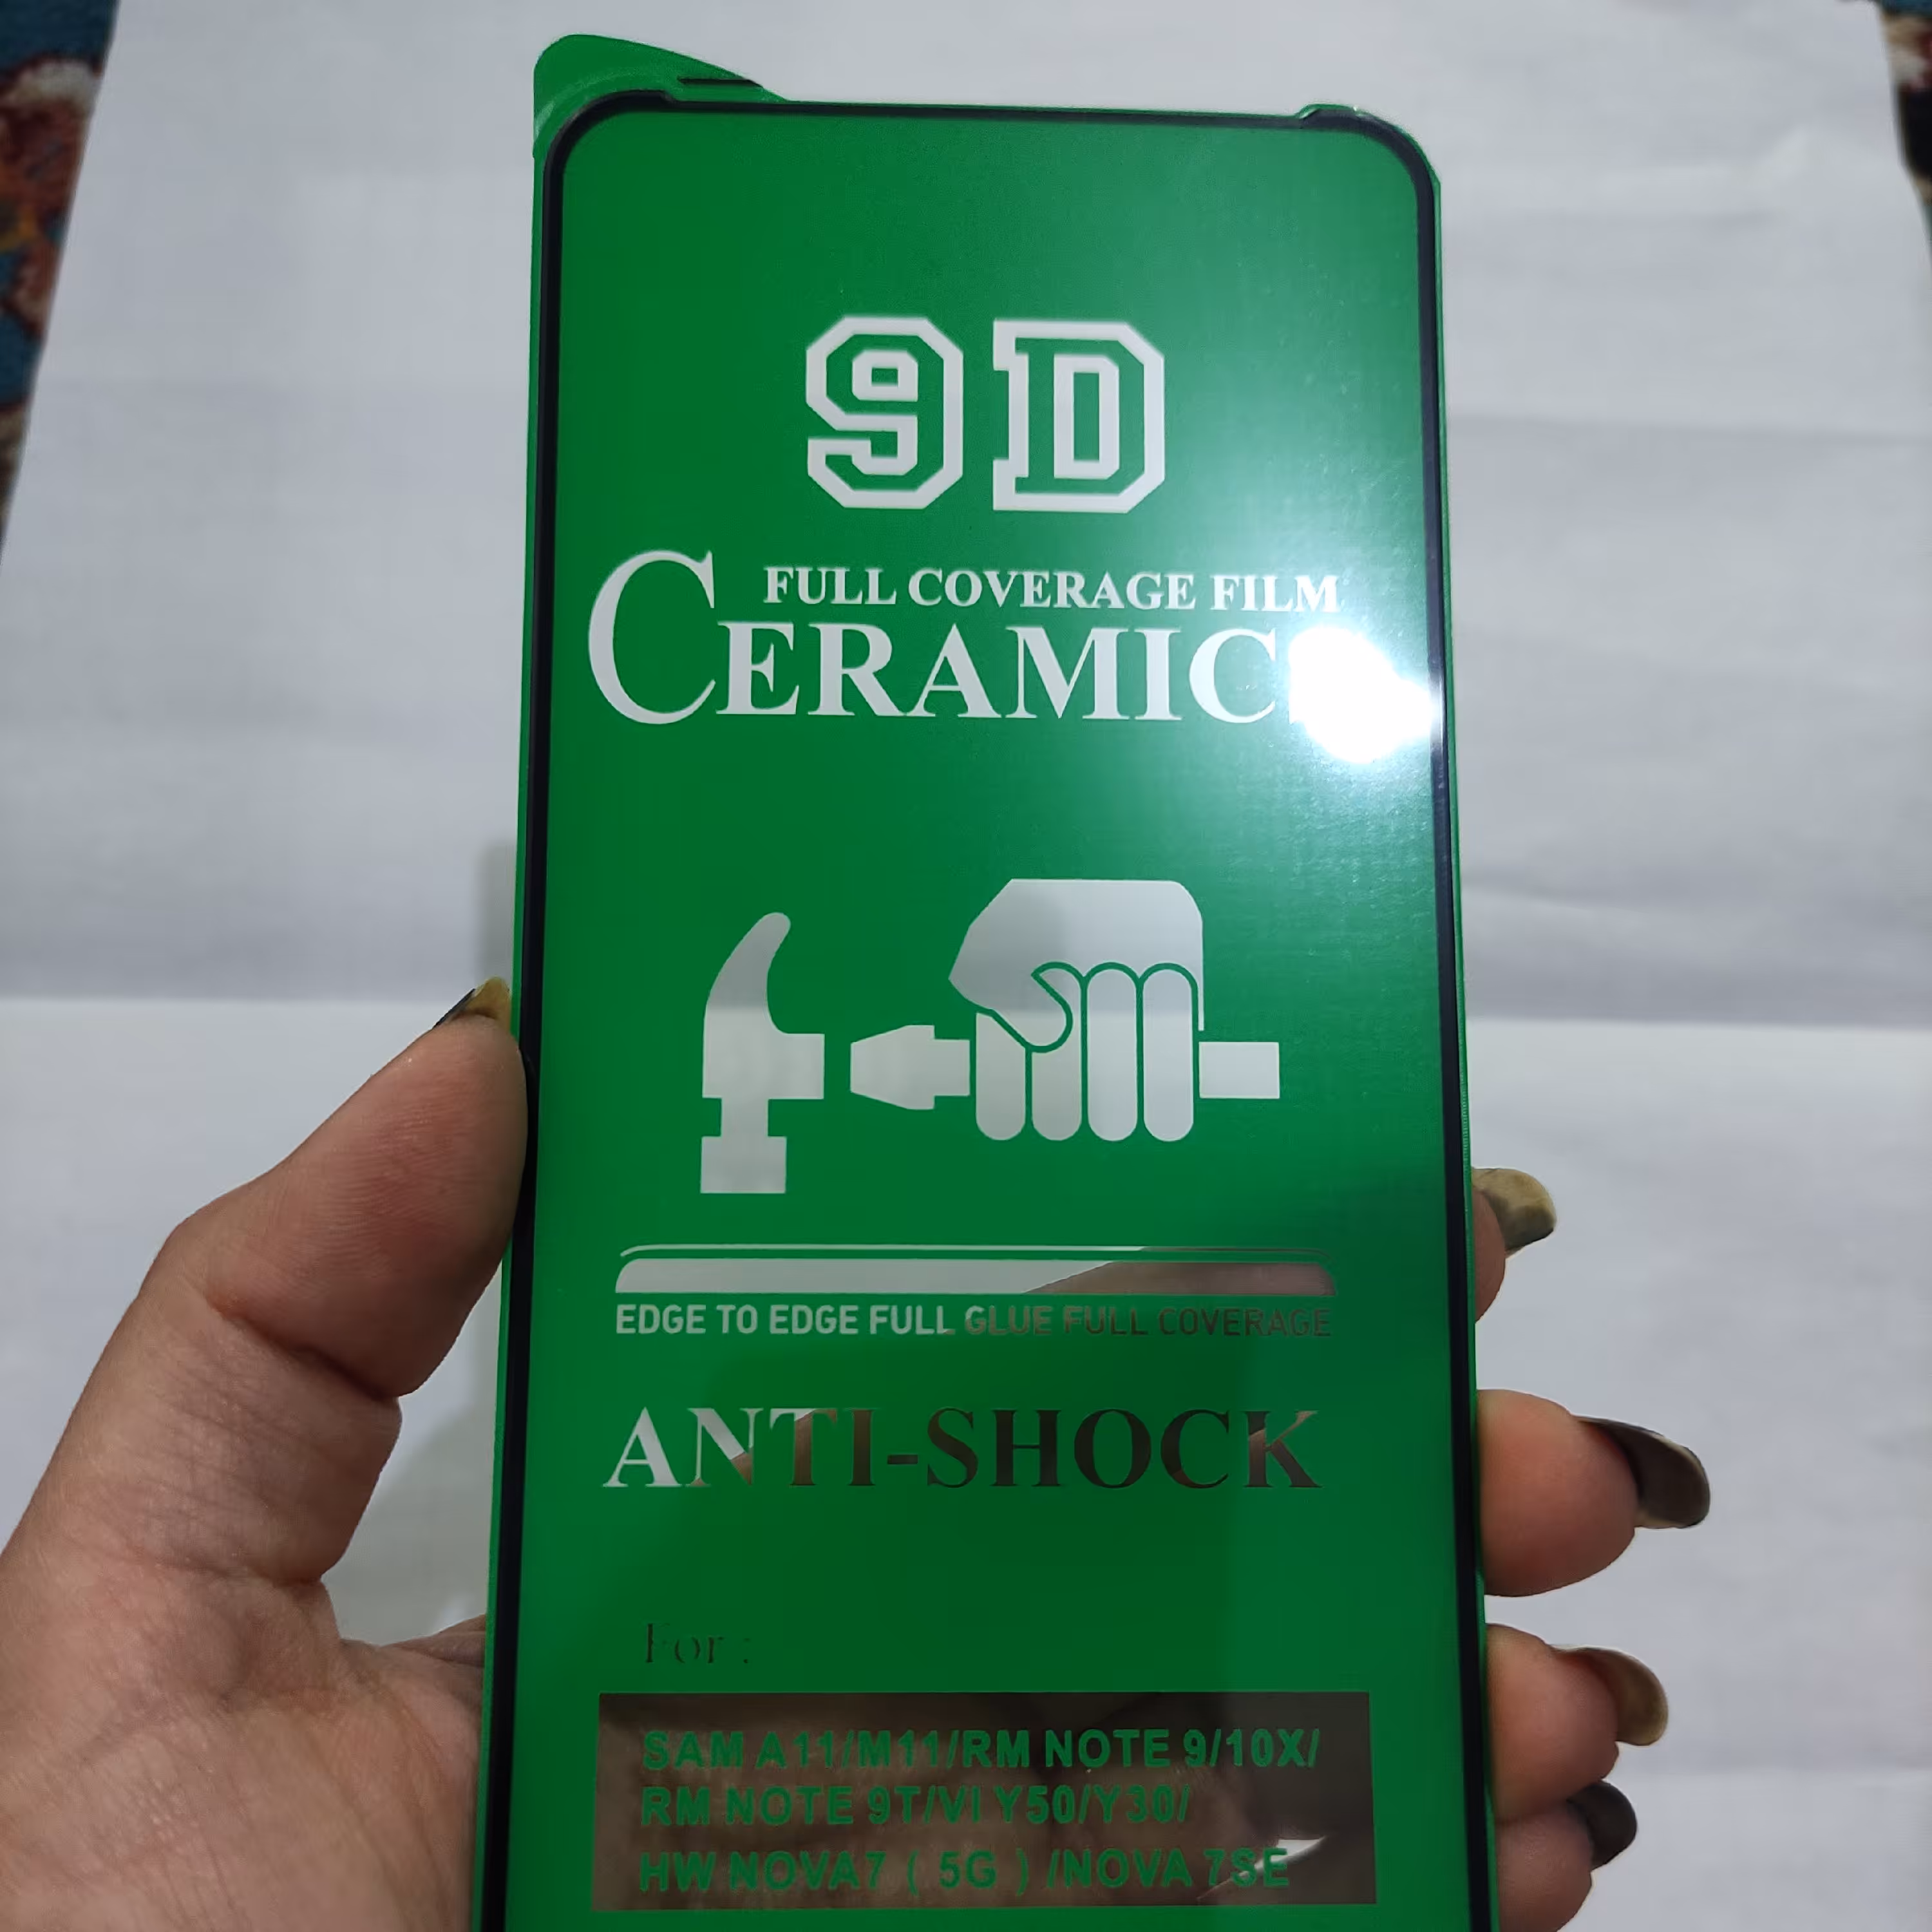 9D
FULL COVERAGE FILM
CERAMICS
EDGE TO EDGE FULL GLUE FULL COVERAGE
ANTI-SHOCK
For :
SAM A11/M11/RM NOTE 9/10X/
RM NOTE 9T/VI Y50/Y30/
HW NOVA7 ( 5G ) /NOVA 7SE